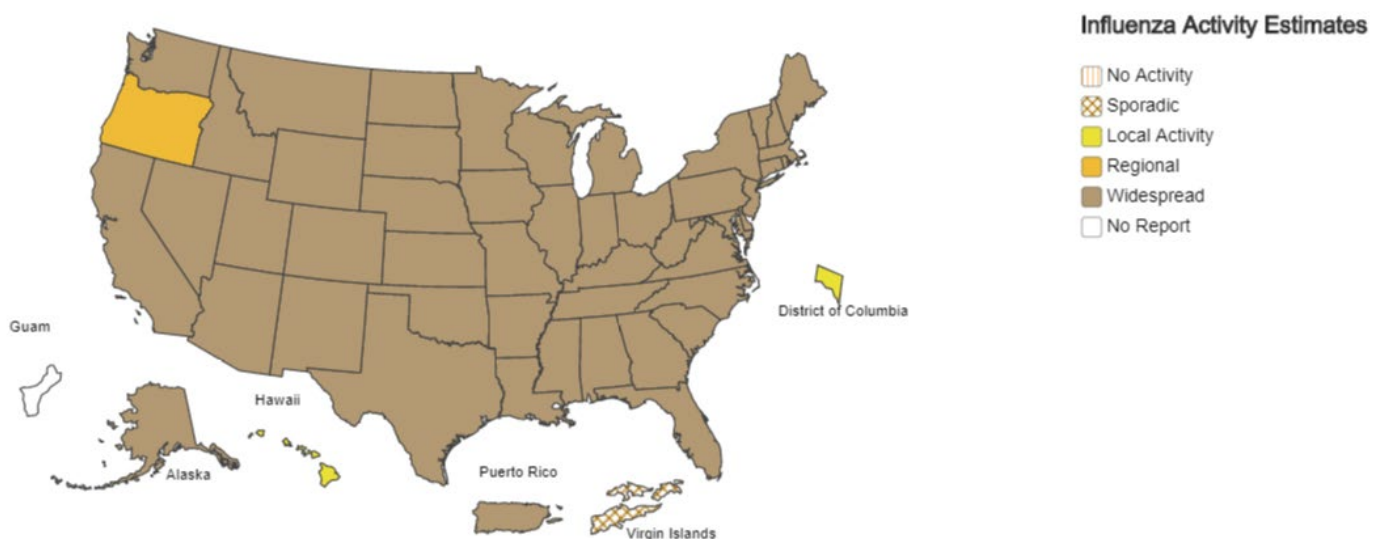 Influenza Activity Estimates
No Activity
Sporadic
Local Activity
Regional
Widespread
No Report
District of Columbia
Guam
Hawaii
Alaska
Puerto Rico
Virgin Islands